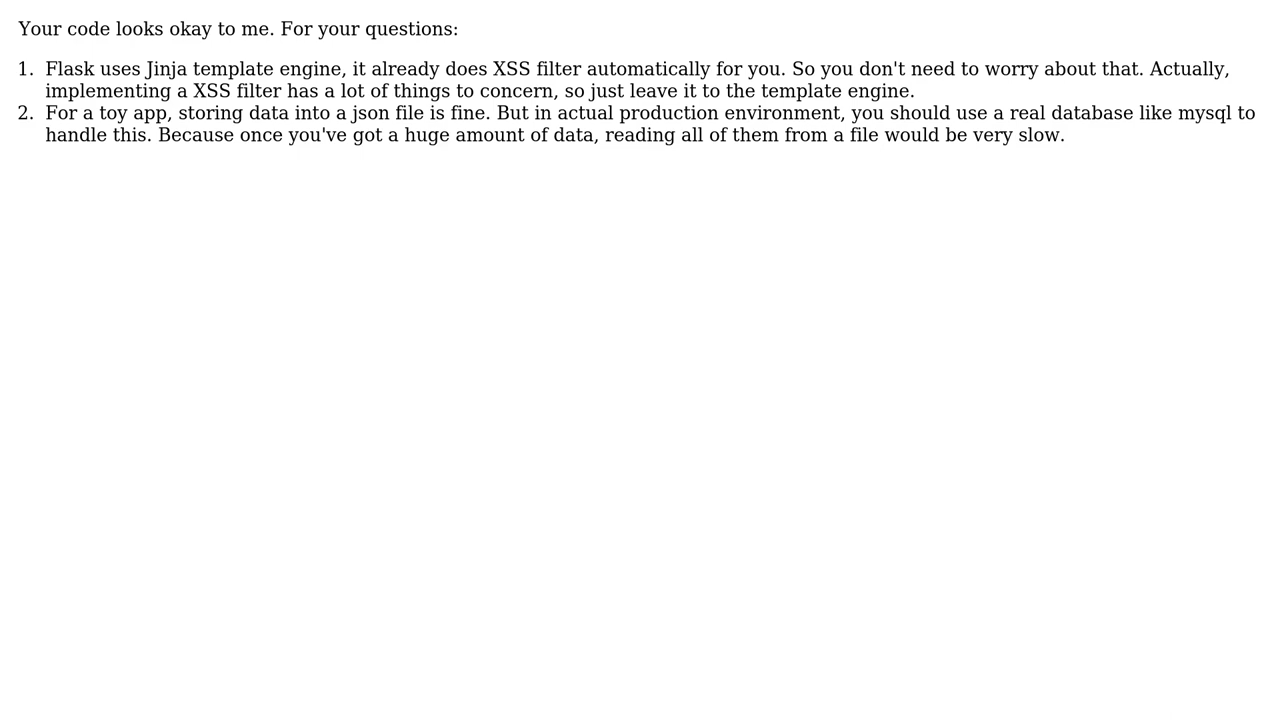 Your code looks okay to me. For your questions:
1. Flask uses Jinja template engine, it already does XSS filter automatically for you. So you don't need to worry about that. Actually,
implementing a XSS filter has a lot of things to concern, so just leave it to the template engine.
2. For a toy app, storing data into a json file is fine. But in actual production environment, you should use a real database like mysql to
handle this. Because once you've got a huge amount of data, reading all of them from a file would be very slow.